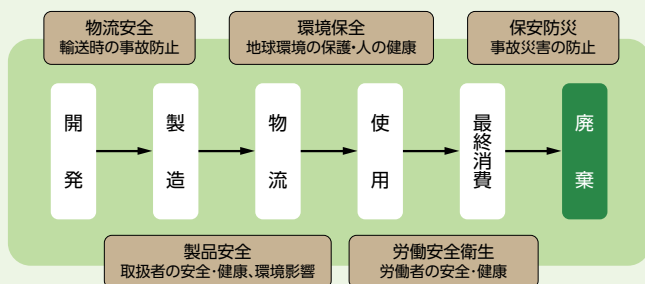 物流安全
輸送時の事故防止
環境保全
地球環境の保護・人の健康
保安防災
事故災害の防止
開発
製造
物流
使用
最終消費
廃棄
製品安全
取扱者の安全・健康、環境影響
労働安全衛生
労働者の安全・健康